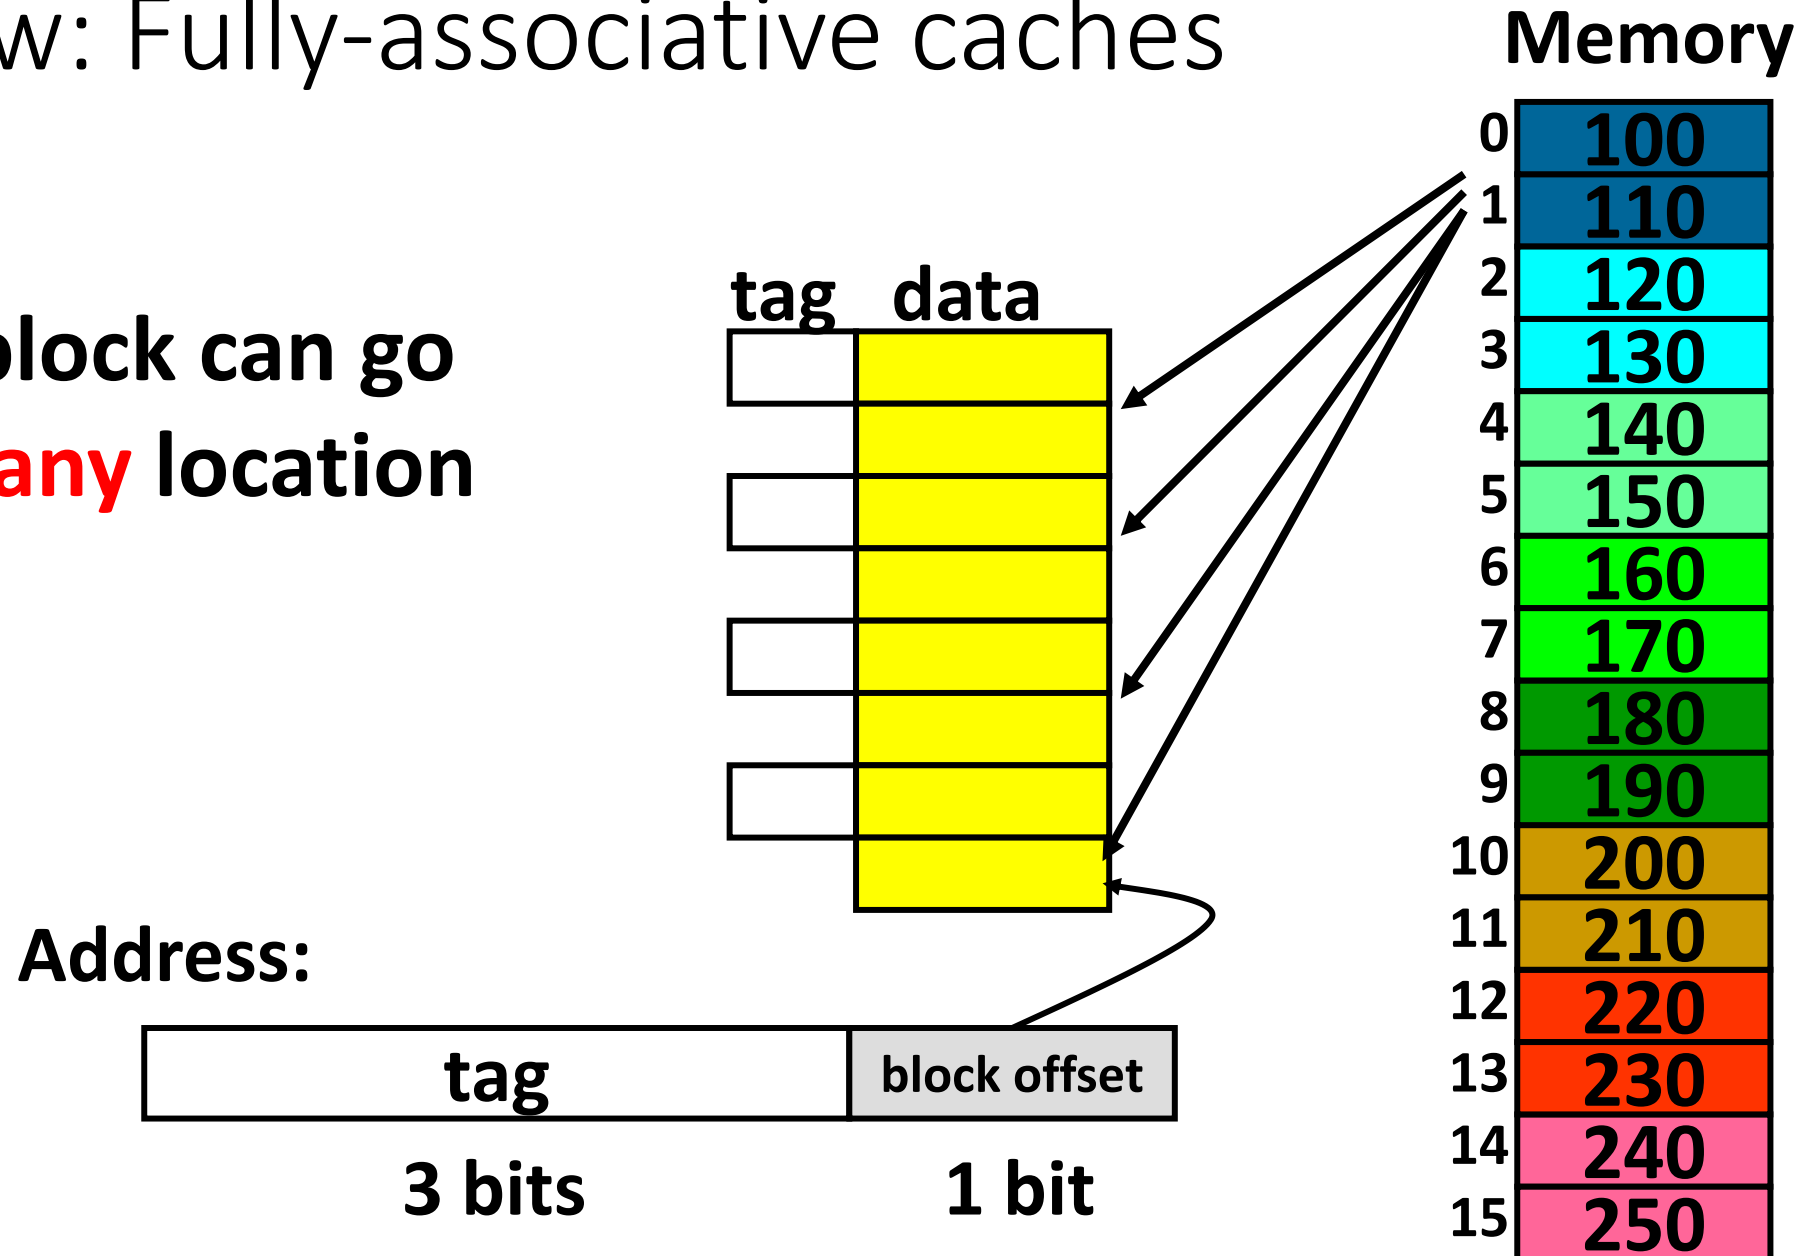 w: Fully-associative caches
Memory
0 100
1 110
2 120
3 130
4 140
5 150
6 160
7 170
8 180
9 190
10 200
11 210
12 220
13 230
14 240
15 250
tag data
block can go
any location
Address:
tag block offset
3 bits 1 bit